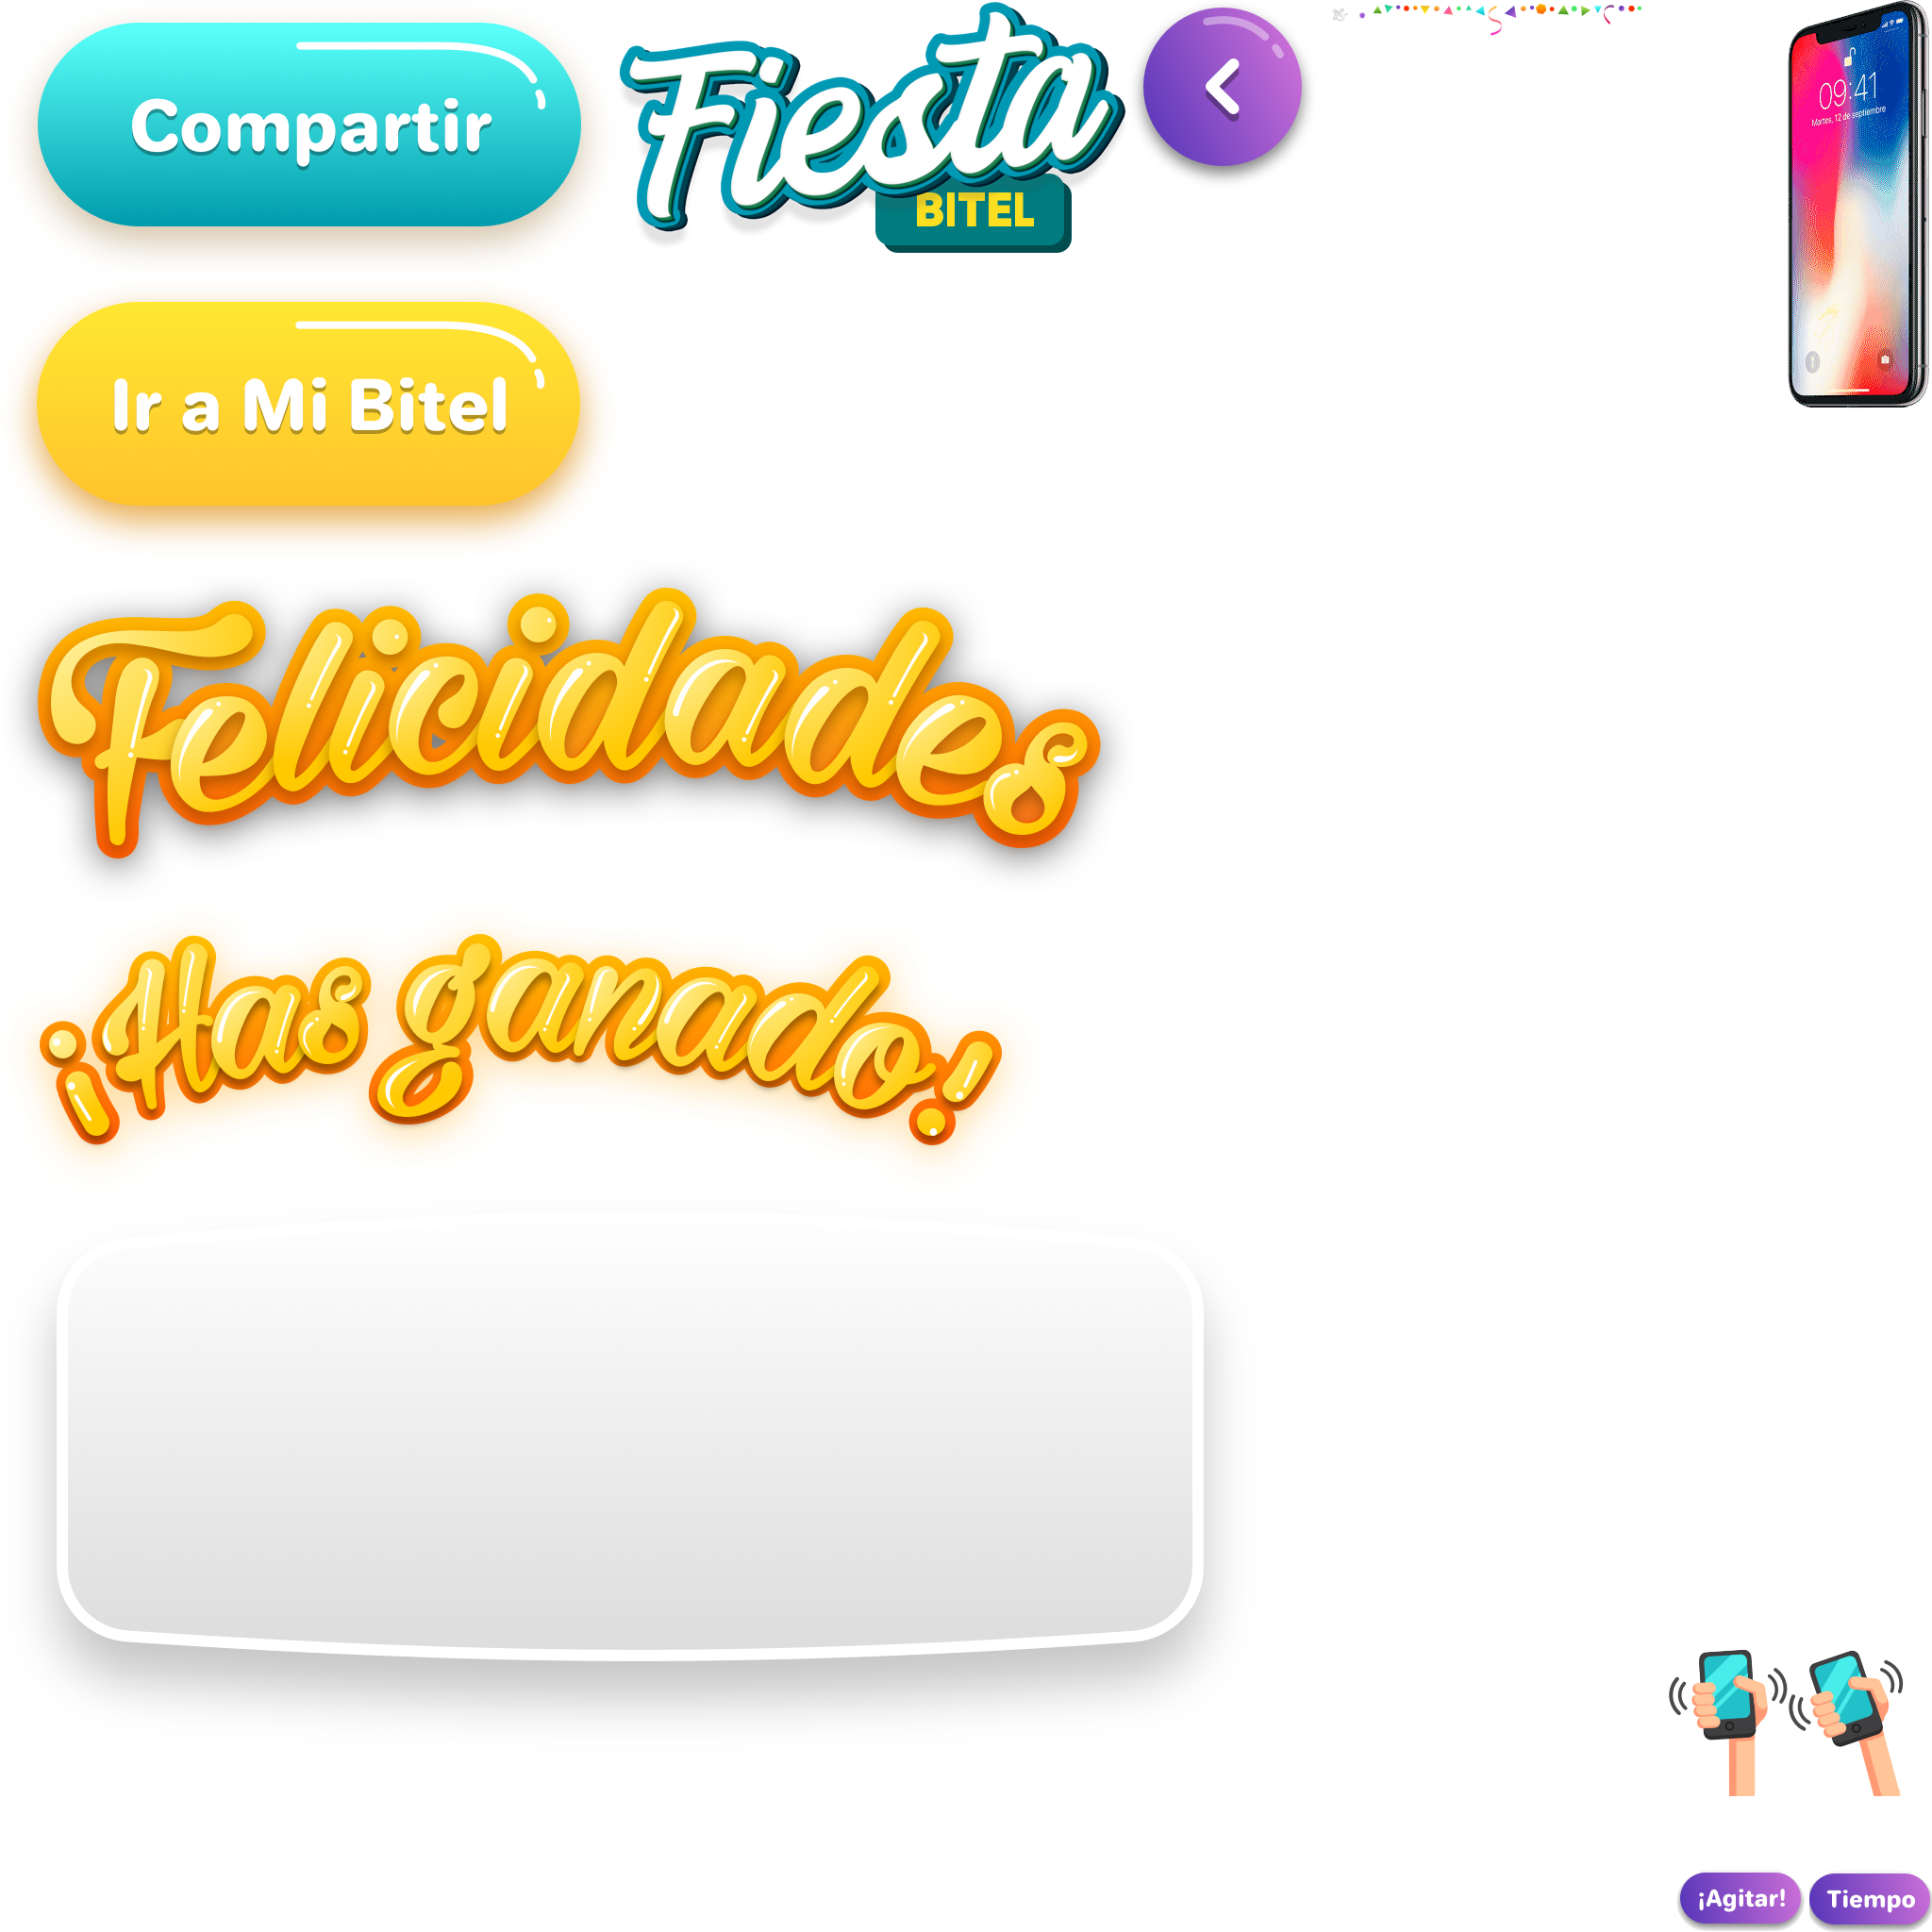 Compartir
Fiesta
BITEL
09:41
Martes, 12 de septiembre
Ir a Mi Bitel
Felicidades
¡Has ganado!
¡Agitar!
Tiempo